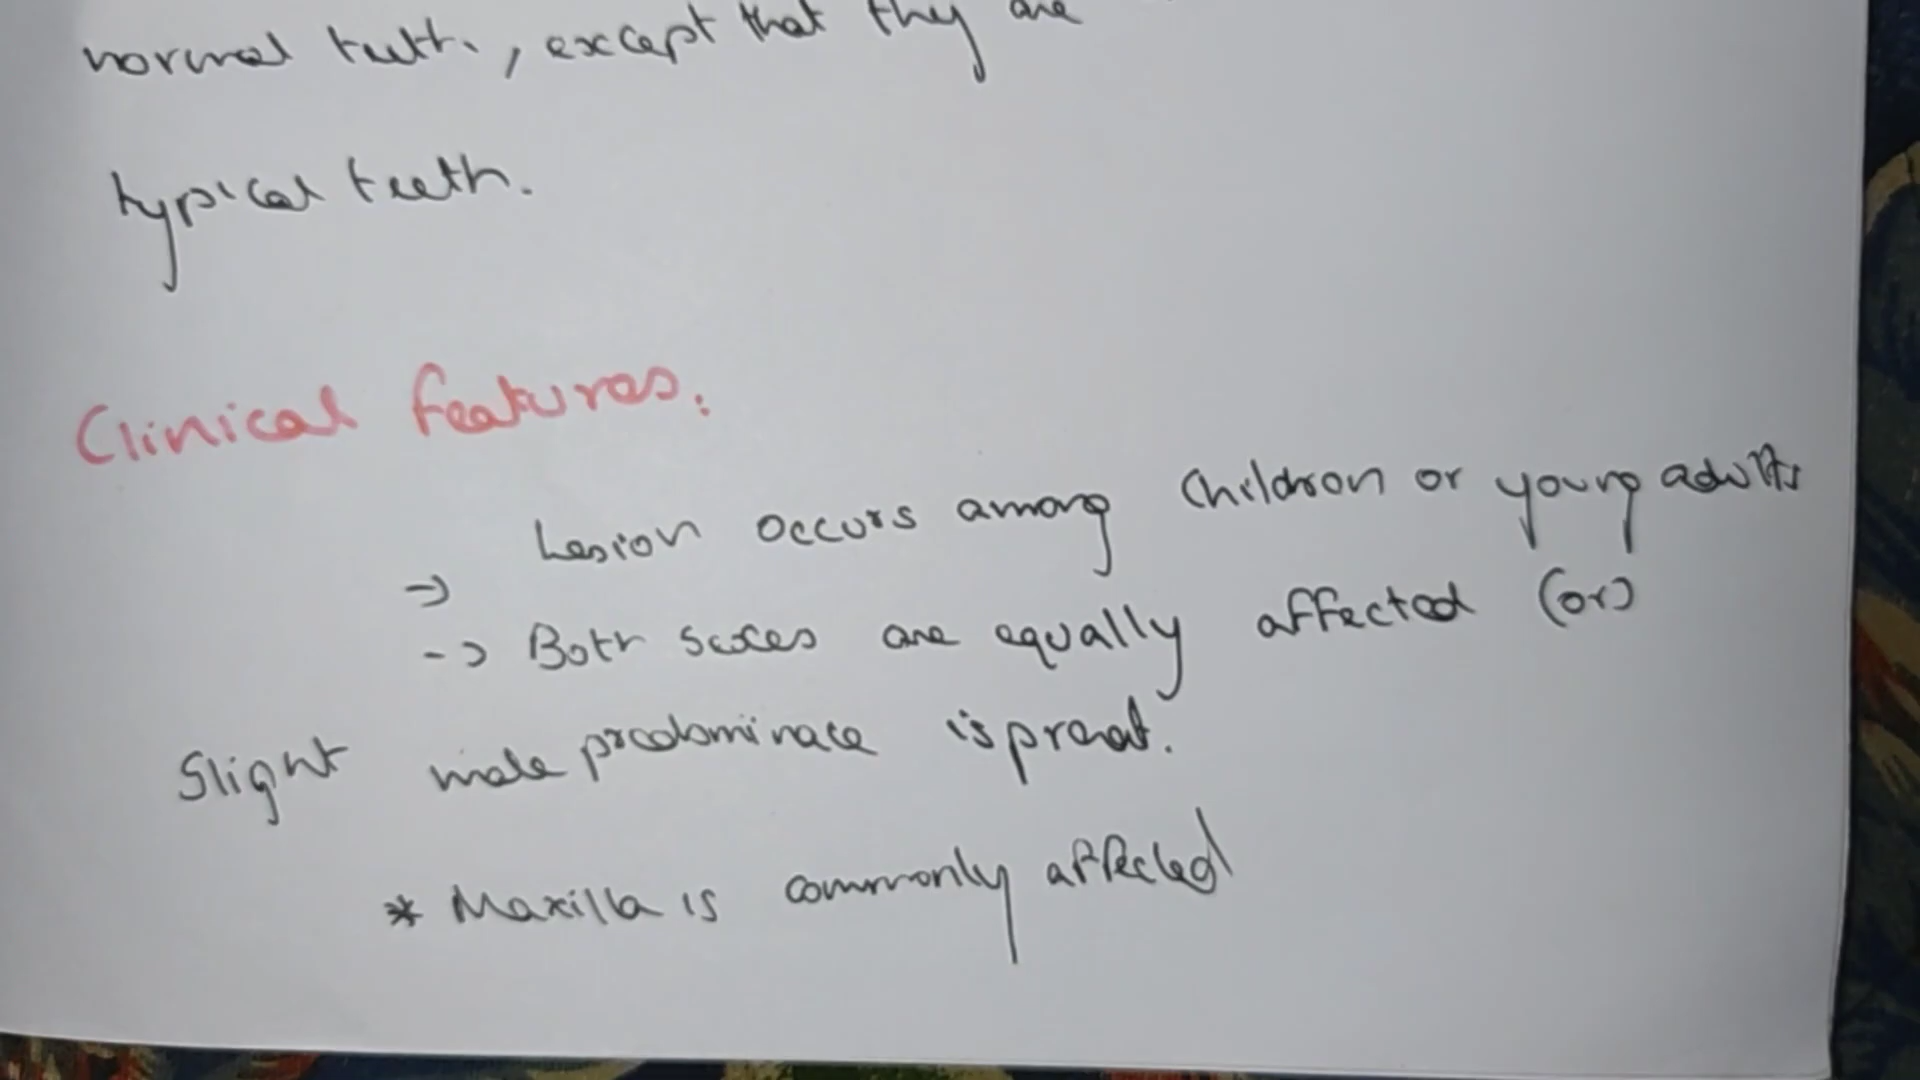 normal teeth, except that they are
typical teeth.
Clinical features:
Lesion occurs among children or young adults
->
-> Both sexes are equally affected (or)
Slight male predominace is present.
* Maxilla is commonly affected